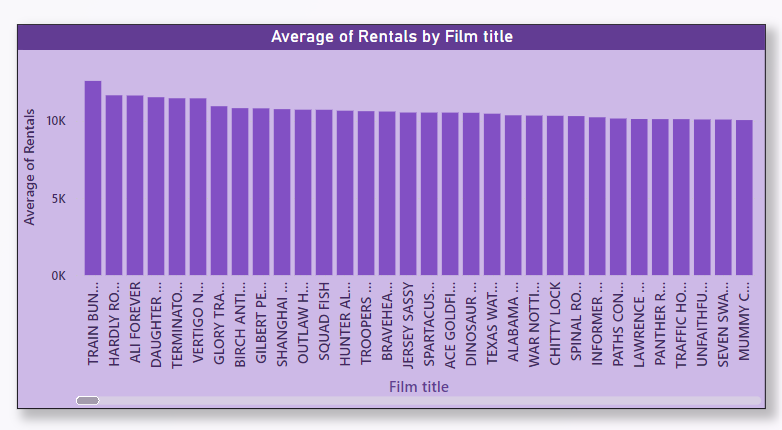 Average of Rentals by Film title
Average of Rentals
10K
5K
0K
TRAIN BUN...
HARDLY RO...
ALI FOREVER
DAUGHTER ...
TERMINATO...
VERTIGO N...
GLORY TRA...
BIRCH ANTI...
GILBERT PE...
SHANGHAI ...
OUTLAW H...
SQUAD FISH
HUNTER AL...
TROOPERS ...
BRAVEHEA...
JERSEY SASSY
SPARTACUS...
ACE GOLDFI...
DINOSAUR ...
TEXAS WAT...
ALABAMA ...
WAR NOTTI...
CHITTY LOCK
SPINAL RO...
INFORMER ...
PATHS CON...
LAWRENCE ...
PANTHER R...
TRAFFIC HO...
UNFAITHFU...
SEVEN SWA...
MUMMY C...
Film title